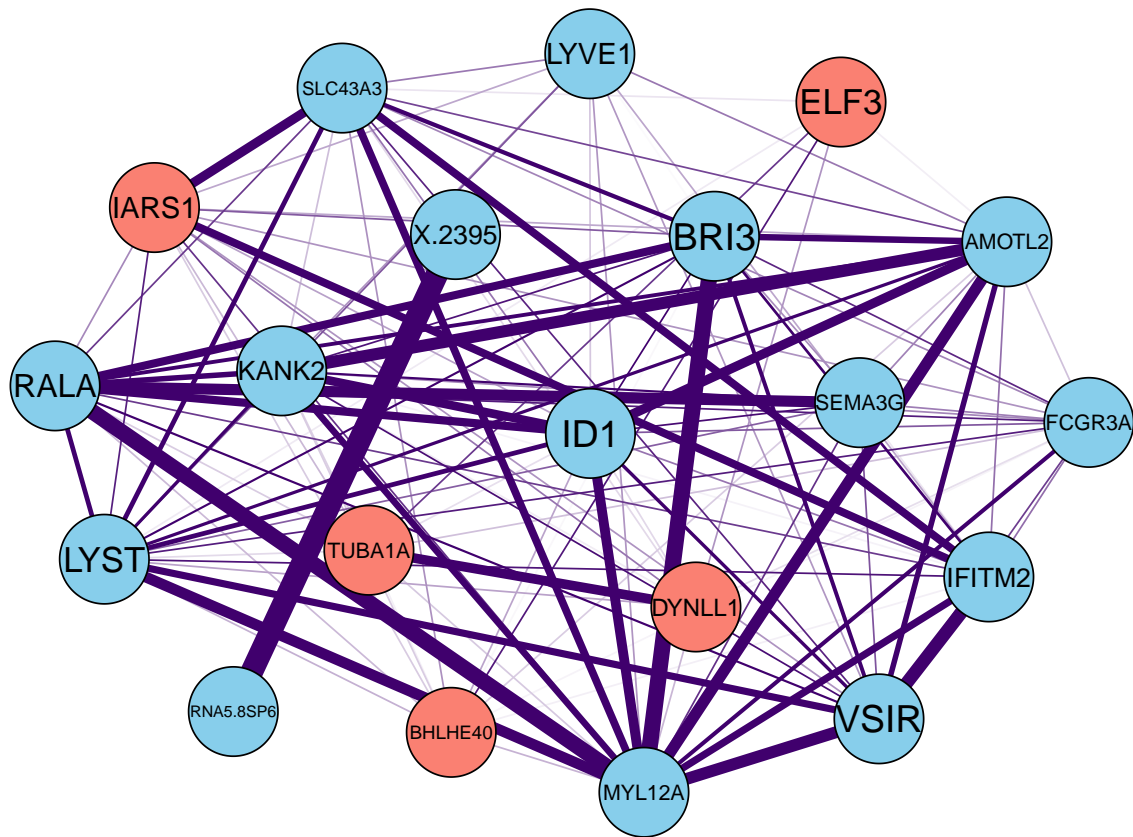 LYVE1
SLC43A3
ELF3
IARS1
X.2395
BRI3
AMOTL2
KANK2
RALA
SEMA3G
FCGR3A
ID1
TUBA1A
LYST
IFITM2
DYNLL1
RNA5.8SP6
VSIR
BHLHE40
MYL12A